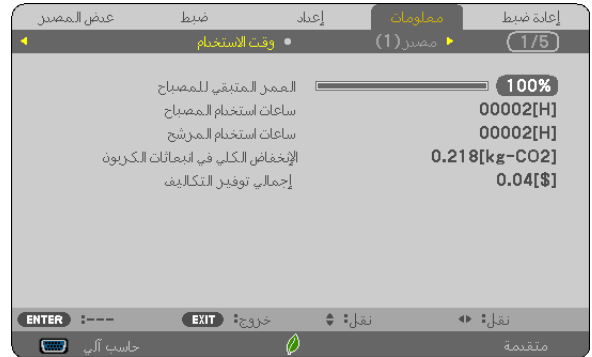 عرض المصدر ضبط إعداد معلومات إعادة ضبط
وقت الاستخدام مصدر(1) 1/5
العمر المتبقي للمصباح 100%
ساعات استخدام المصباح 00002[H]
ساعات استخدام المرشح 00002[H]
الإنخفاض الكلي في انبعاثات الكربون 0.218[kg-CO2]
إجمالي توفير التكاليف 0.04[$]
ENTER :--- EXIT :خروج نقل: نقل:
حاسب آلي متقدمة